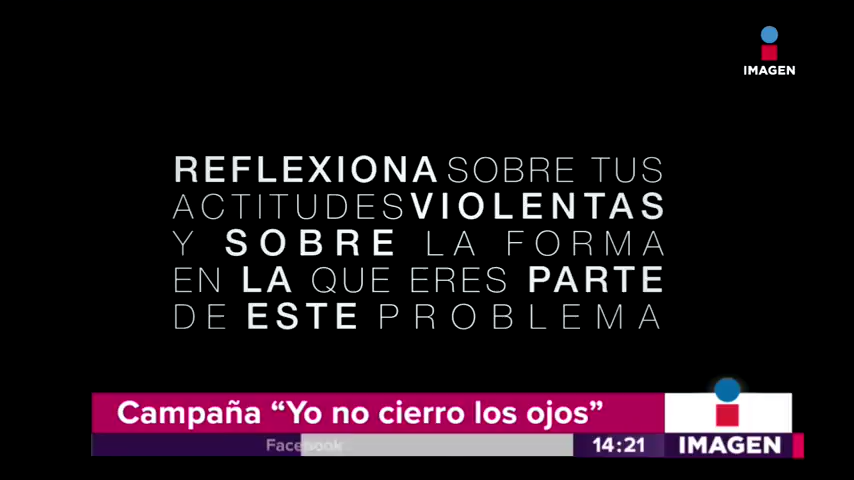 IMAGEN
REFLEXIONA SOBRE TUS
ACTITUDES VIOLENTAS
Y SOBRE LA FORMA
EN LA QUE ERES PARTE
DE ESTE PROBLEMA
Campaña “Yo no cierro los ojos”
Facebook
14:21
IMAGEN